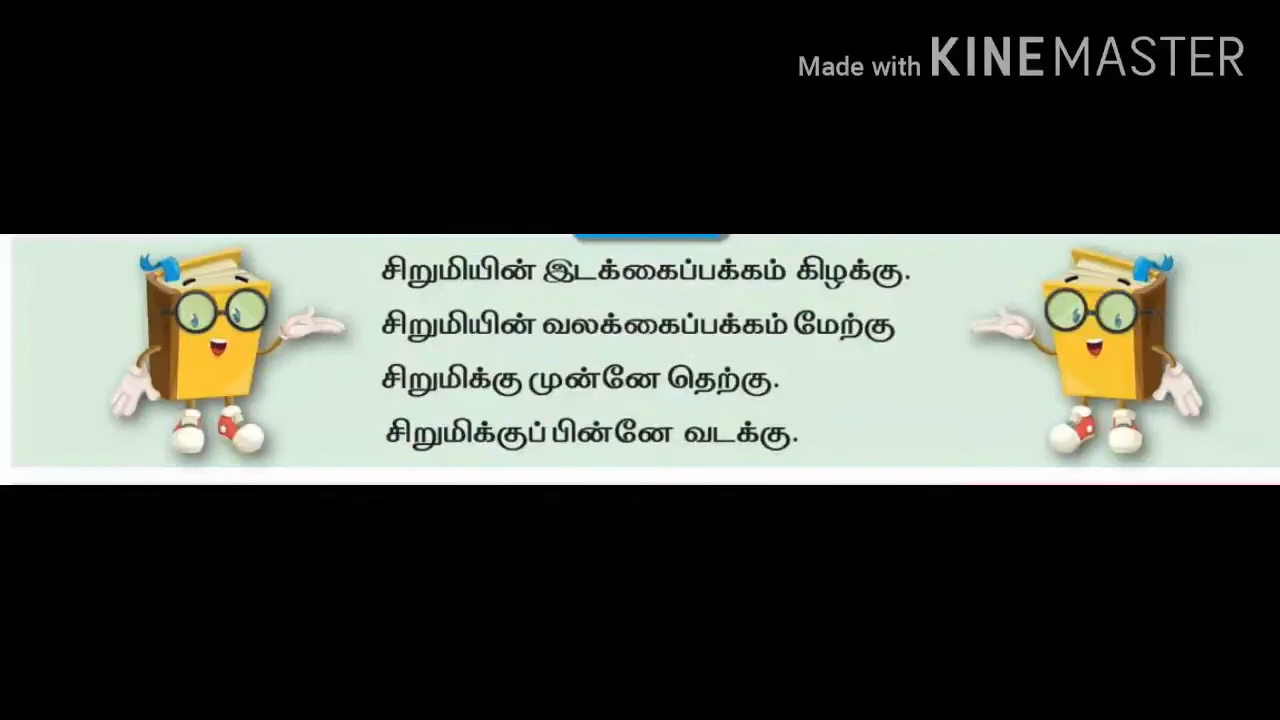 Made with KINEMASTER
சிறுமியின் இடக்கைப்பக்கம் கிழக்கு.
சிறுமியின் வலக்கைப்பக்கம் மேற்கு
சிறுமிக்கு முன்னே தெற்கு.
சிறுமிக்குப் பின்னே வடக்கு.